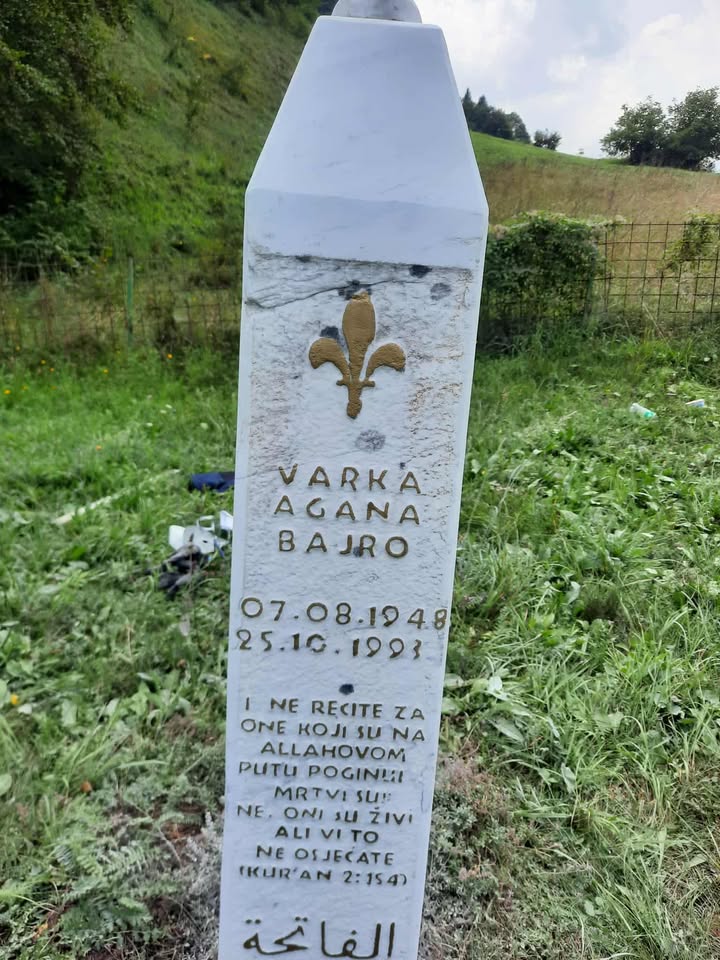 VARKA
AGANA
BAJRO
07.08.1948
25.10.1993
I NE RECITE ZA
ONE KOJI SU NA
ALLAHOVOM
PUTU POGINULI
MRTVI SU!
NE, ONI SU ŽIVI
ALI VI TO
NE OSJEĆATE
(KUR'AN 2:154)
الفاتحة